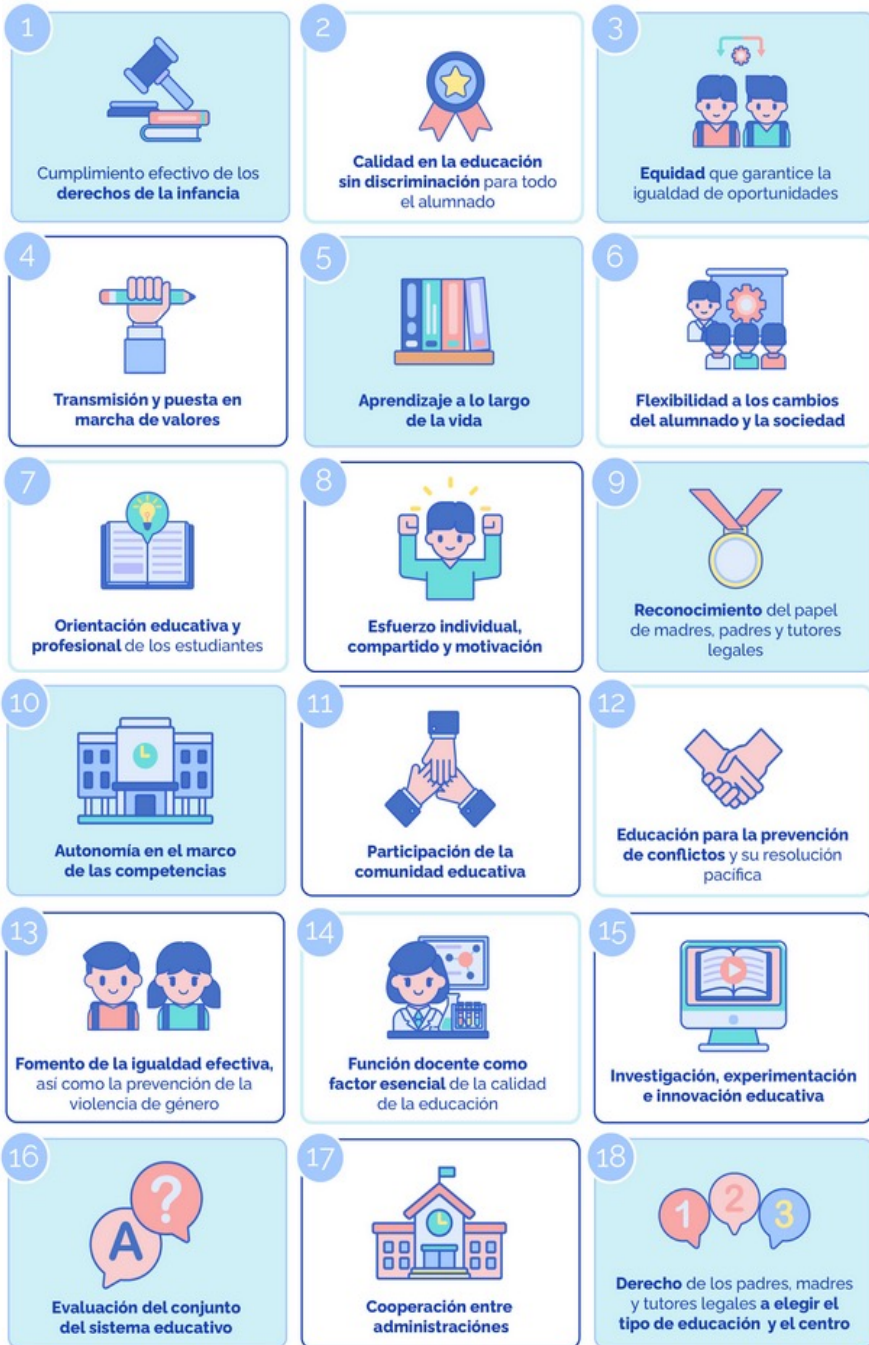 1
Cumplimiento efectivo de los
derechos de la infancia
2
Calidad en la educación
sin discriminación para todo
el alumnado
3
Equidad que garantice la
igualdad de oportunidades
4
Transmisión y puesta en
marcha de valores
5
Aprendizaje a lo largo
de la vida
6
Flexibilidad a los cambios
del alumnado y la sociedad
7
Orientación educativa y
profesional de los estudiantes
8
Esfuerzo individual,
compartido y motivación
9
Reconocimiento del papel
de madres, padres y tutores
legales
10
Autonomía en el marco
de las competencias
11
Participación de la
comunidad educativa
12
Educación para la prevención
de conflictos y su resolución
pacífica
13
Fomento de la igualdad efectiva,
así como la prevención de la
violencia de género
14
Función docente como
factor esencial de la calidad
de la educación
15
Investigación, experimentación
e innovación educativa
16
A ?
Evaluación del conjunto
del sistema educativo
17
Cooperación entre
administraciónes
18
1 2 3
Derecho de los padres, madres
y tutores legales a elegir el
tipo de educación y el centro